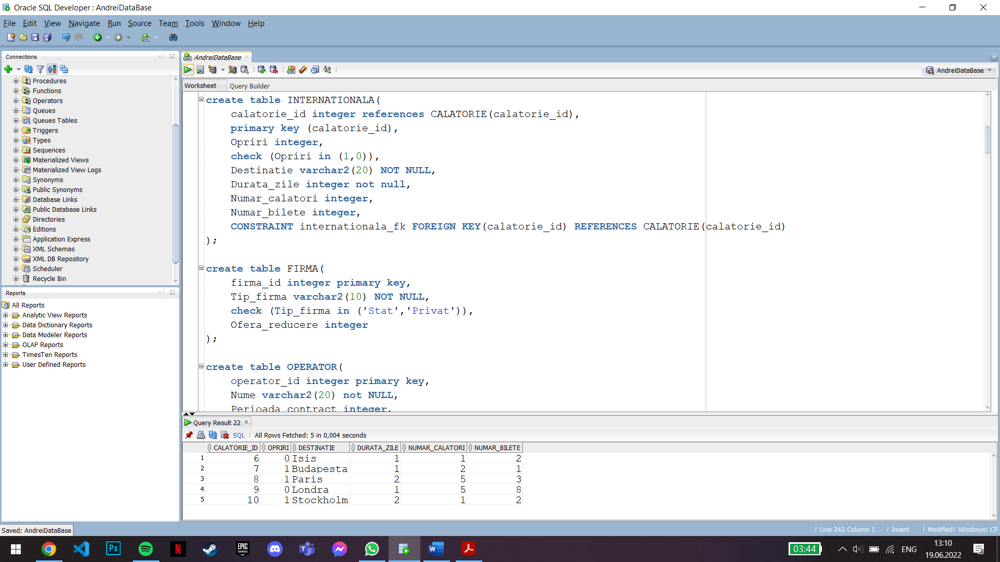 Oracle SQL Developer : AndreiDataBase
File Edit View Navigate Run Source Team Tools Window Help
Connections
Procedures
Functions
Operators
Queues
Queues Tables
Triggers
Types
Sequences
Materialized Views
Materialized View Logs
Synonyms
Public Synonyms
Database Links
Public Database Links
Directories
Editions
Application Express
XML Schemas
XML DB Repository
Scheduler
Recycle Bin
Reports
All Reports
Analytic View Reports
Data Dictionary Reports
Data Modeler Reports
OLAP Reports
TimesTen Reports
User Defined Reports
AndreiDataBase
AndreiDataBase
Worksheet Query Builder
create table INTERNATIONALA(
calatorie_id integer references CALATORIE(calatorie_id),
primary key (calatorie_id),
Opriri integer,
check (Opriri in (1,0)),
Destinatie varchar2(20) NOT NULL,
Durata_zile integer not null,
Numar_calatori integer,
Numar_bilete integer,
CONSTRAINT internationala_fk FOREIGN KEY(calatorie_id) REFERENCES CALATORIE(calatorie_id)
);
create table FIRMA(
firma_id integer primary key,
Tip_firma varchar2(10) NOT NULL,
check (Tip_firma in ('Stat','Privat')),
Ofera_reducere integer
);
create table OPERATOR(
operator_id integer primary key,
Nume varchar2(20) not NULL,
Perioada_contract integer,
Query Result 22
SQL All Rows Fetched: 5 in 0,004 seconds
CALATORIE_ID OPRIRI DESTINATIE DURATA_ZILE NUMAR_CALATORI NUMAR_BILETE
1 6 0 Isis 1 1 2
2 7 1 Budapesta 1 2 1
3 8 1 Paris 2 5 3
4 9 0 Londra 1 5 8
5 10 1 Stockholm 2 1 2
Saved: AndreiDataBase
Line 242 Column 1 Insert Modified Windows: CR
Ps
N
EPIC GAMES
W
03:44
ENG
13:10
19.06.2022